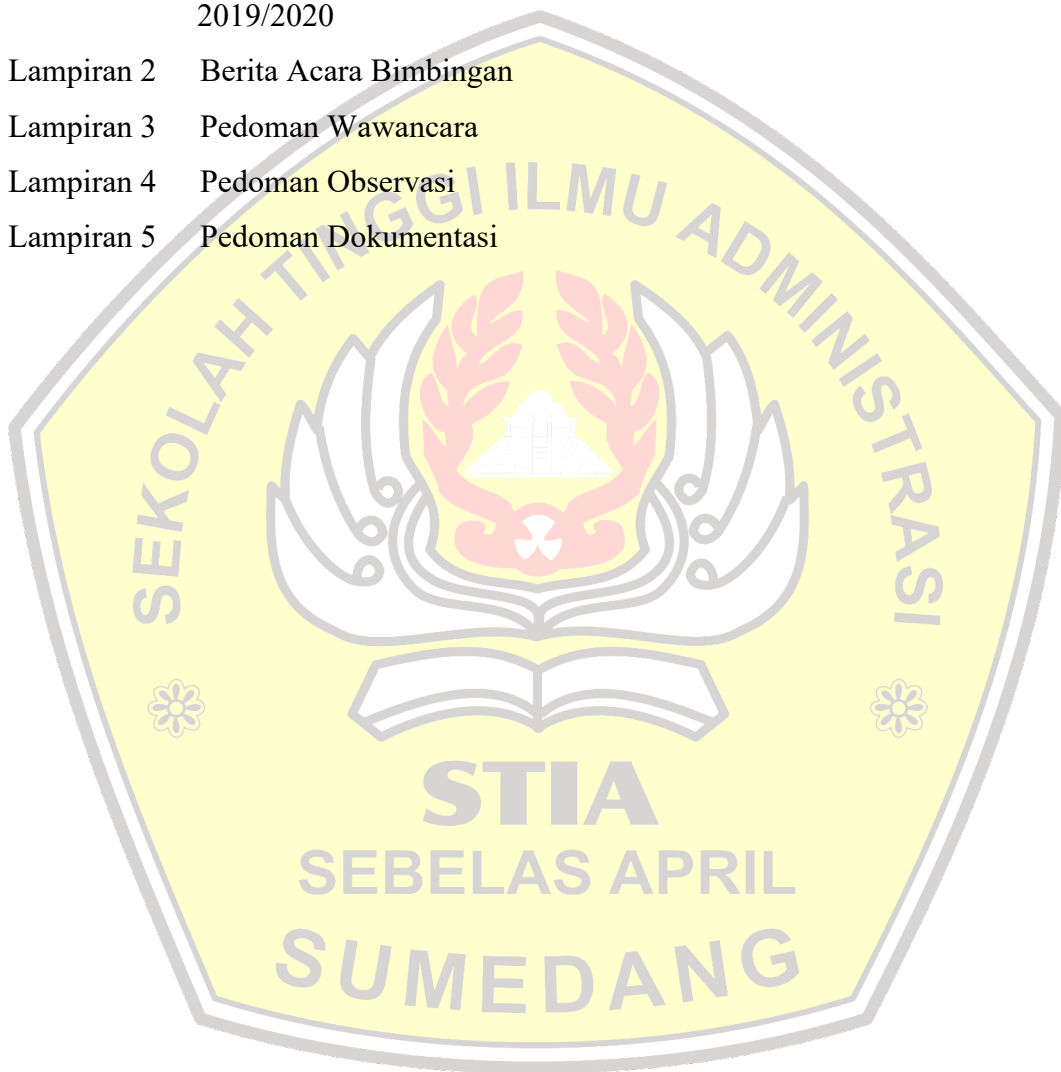 2019/2020
Lampiran 2 Berita Acara Bimbingan
Lampiran 3 Pedoman Wawancara
Lampiran 4 Pedoman Observasi
Lampiran 5 Pedoman Dokumentasi
SEKOLAH TINGGI ILMU ADMINISTRASI
STIA
SEBELAS APRIL
SUMEDANG